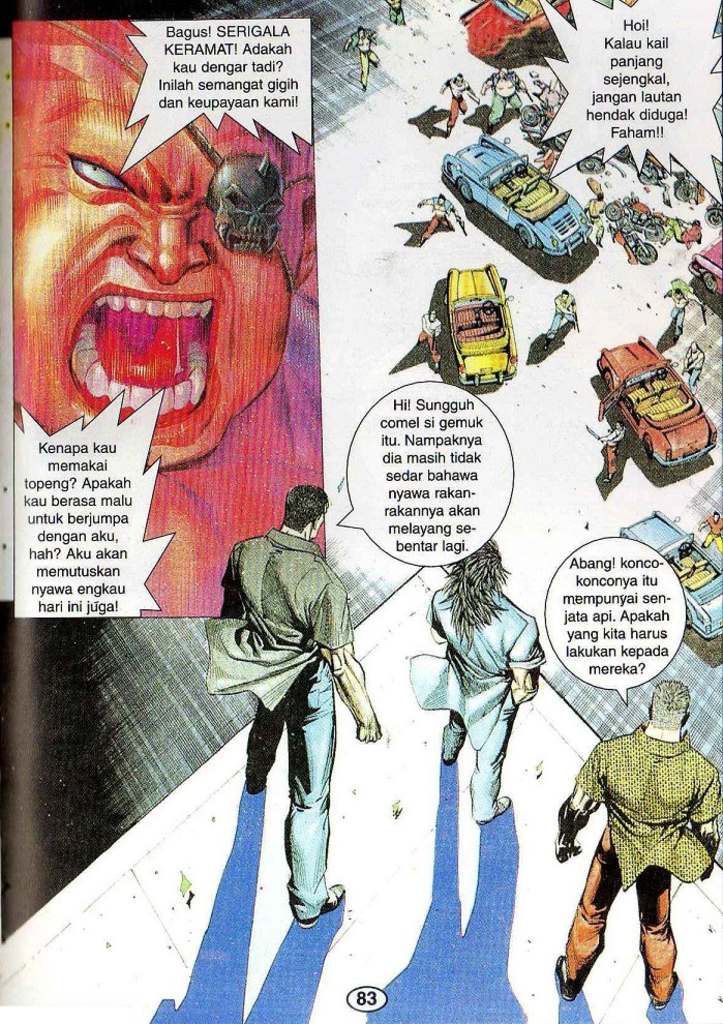 Bagus! SERIGALA
KERAMAT! Adakah
kau dengar tadi?
Inilah semangat gigih
dan keupayaan kami!
Hoi!
Kalau kail
panjang
sejengkal,
jangan lautan
hendak diduga!
Faham!!
Kenapa kau
memakai
topeng? Apakah
kau berasa malu
untuk berjumpa
dengan aku,
hah? Aku akan
memutuskan
nyawa engkau
hari ini juga!
Hi! Sungguh
comel si gemuk
itu. Nampaknya
dia masih tidak
sedar bahawa
nyawa rakan-
rakannya akan
melayang se-
bentar lagi.
Abang! konco-
konconya itu
mempunyai sen-
jata api. Apakah
yang kita harus
lakukan kepada
mereka?
83